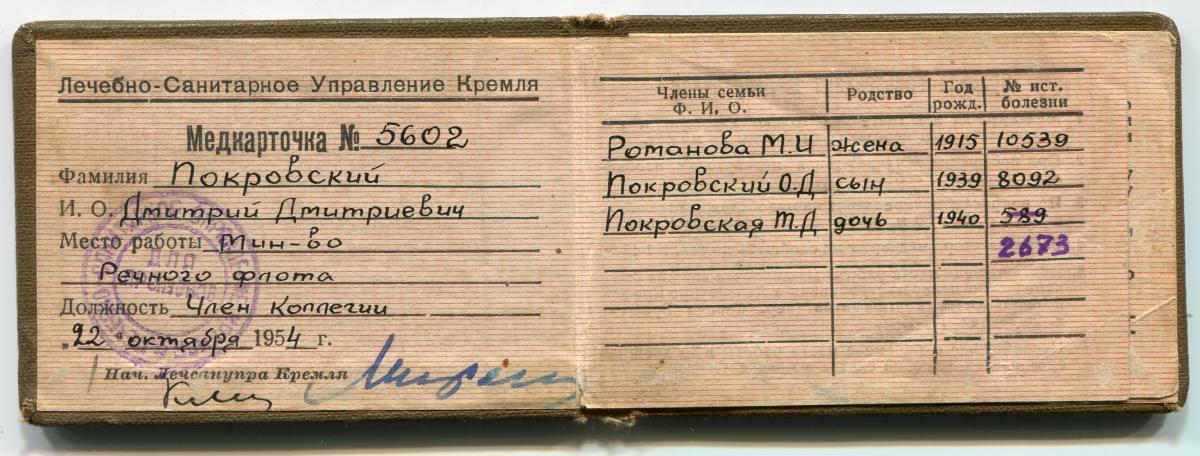 Лечебно-Санитарное Управление Кремля
Медкарточка № 5602
Фамилия Покровский
И. О. Дмитрий Дмитриевич
Место работы Мин-во
Речного флота
Должность Член Коллегии
„22“ октября 1954 г.
Нач. Лечсанупра Кремля
Члены семьи Ф. И. О. Родство Год рожд. № ист. болезни
Романова М.И жена 1915 10539
Покровский О.Д сын 1939 8092
Покровская Т.Д дочь 1940 589
2673